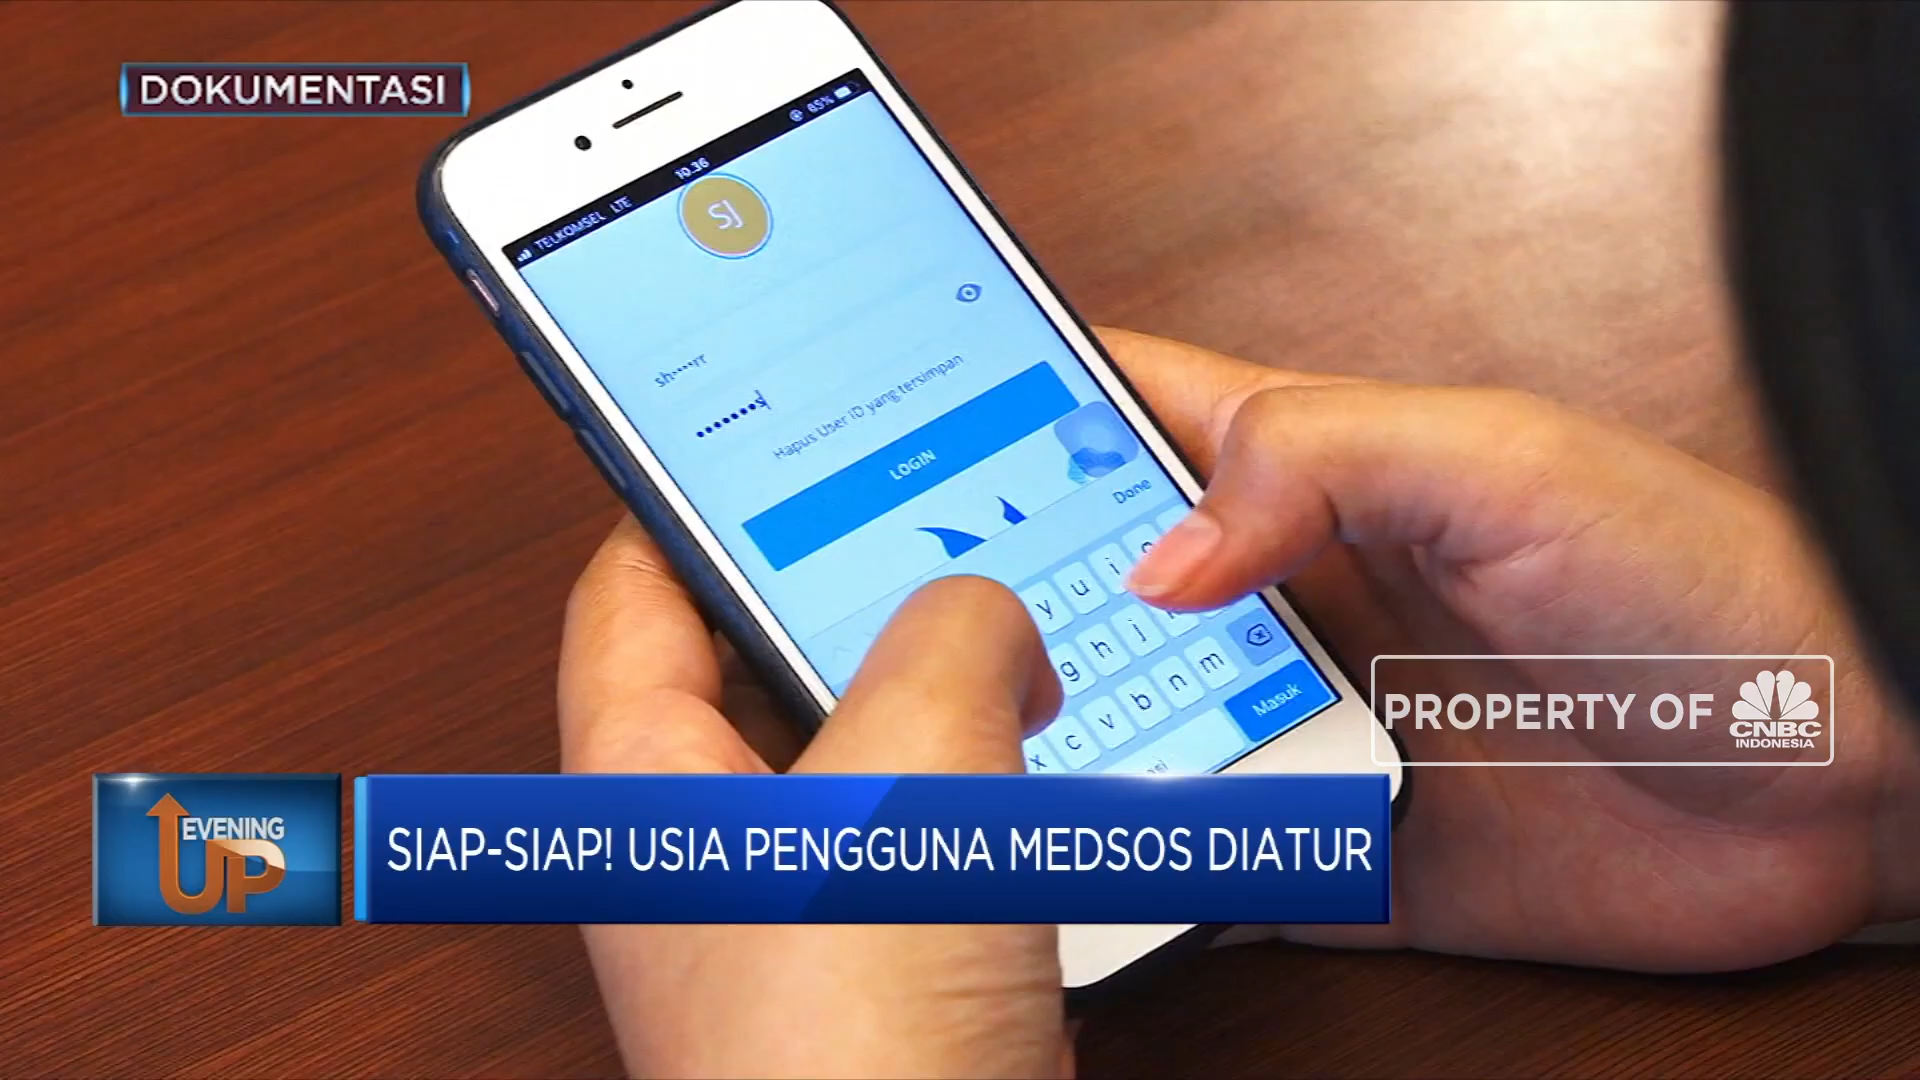 DOKUMENTASI
TELKOMSEL LTE
10.36
65%
SJ
sh•••••rr
••••••••s
Hapus User ID yang tersimpan
LOGIN
Done
y u i
g h j
x c v b n m
Masuk
PROPERTY OF CNBC
INDONESIA
EVENING
UP
SIAP-SIAP! USIA PENGGUNA MEDSOS DIATUR